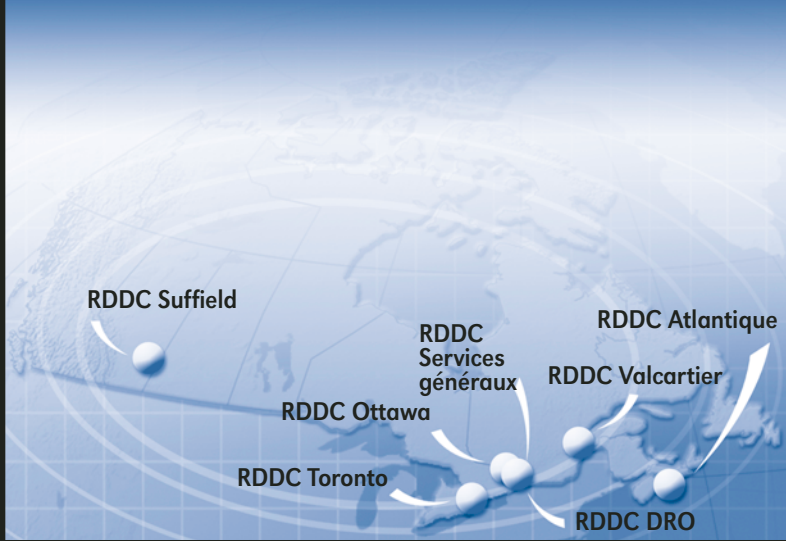 RDDC Suffield
RDDC Atlantique
RDDC
Services
généraux
RDDC Valcartier
RDDC Ottawa
RDDC Toronto
RDDC DRO